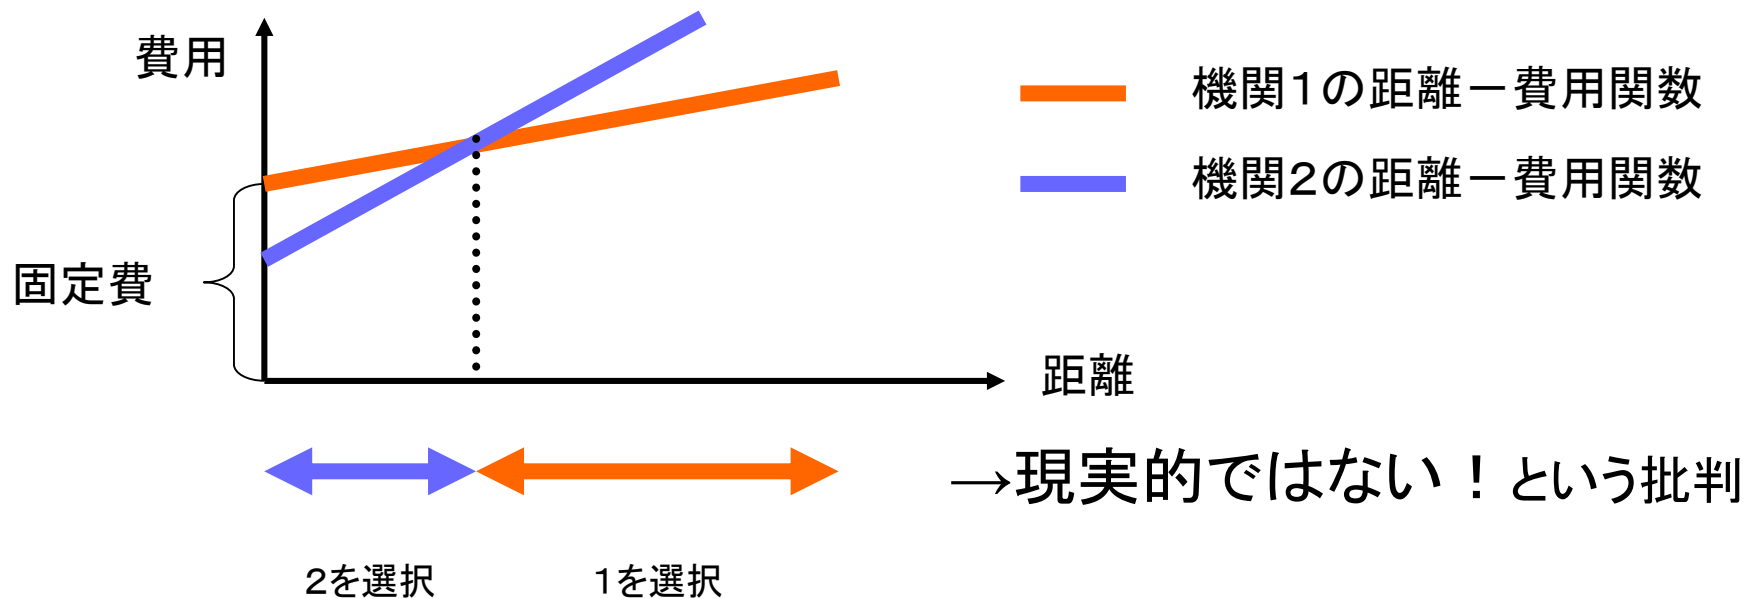 費用
機関1の距離－費用関数
機関2の距離－費用関数
固定費
距離
→現実的ではない！という批判
2を選択
1を選択